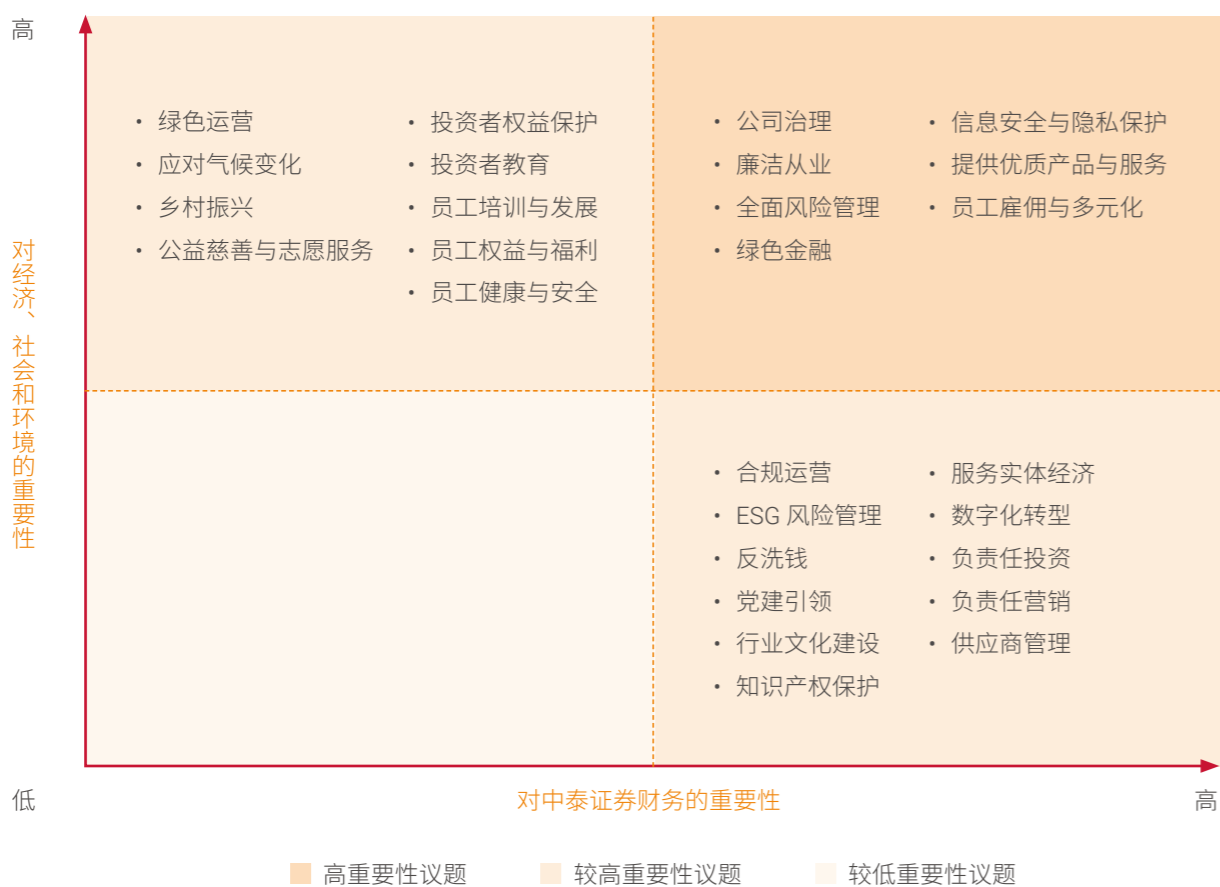 高
· 绿色运营
· 应对气候变化
· 乡村振兴
· 公益慈善与志愿服务
· 投资者权益保护
· 投资者教育
· 员工培训与发展
· 员工权益与福利
· 员工健康与安全
· 公司治理
· 廉洁从业
· 全面风险管理
· 绿色金融
· 信息安全与隐私保护
· 提供优质产品与服务
· 员工雇佣与多元化
对经济、社会和环境的重要性
· 合规运营
· ESG 风险管理
· 反洗钱
· 党建引领
· 行业文化建设
· 知识产权保护
· 服务实体经济
· 数字化转型
· 负责任投资
· 负责任营销
· 供应商管理
低
对中泰证券财务的重要性
高
高重要性议题
较高重要性议题
较低重要性议题